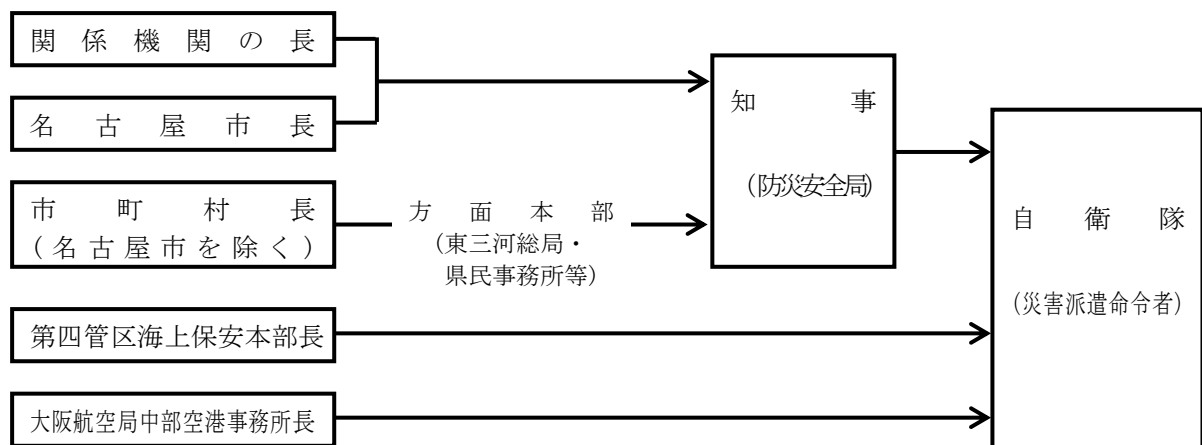 関係機関の長
名古屋市長
市町村長
(名古屋市を除く)
方面本部
(東三河総局・
県民事務所等)
知事
(防災安全局)
自衛隊
(災害派遣命令者)
第四管区海上保安本部長
大阪航空局中部空港事務所長